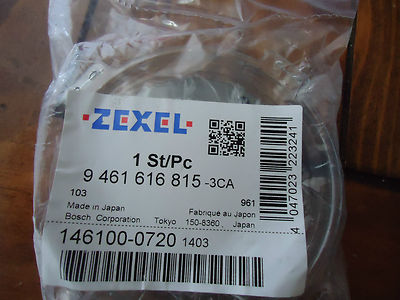 ZEXEL
1 St/Pc
9 461 616 815 -3CA
103 961
Made in Japan Fabriqué au Japon
Bosch Corporation Tokyo 150-8360, Japan
146100-0720 1403
4 047023 223241